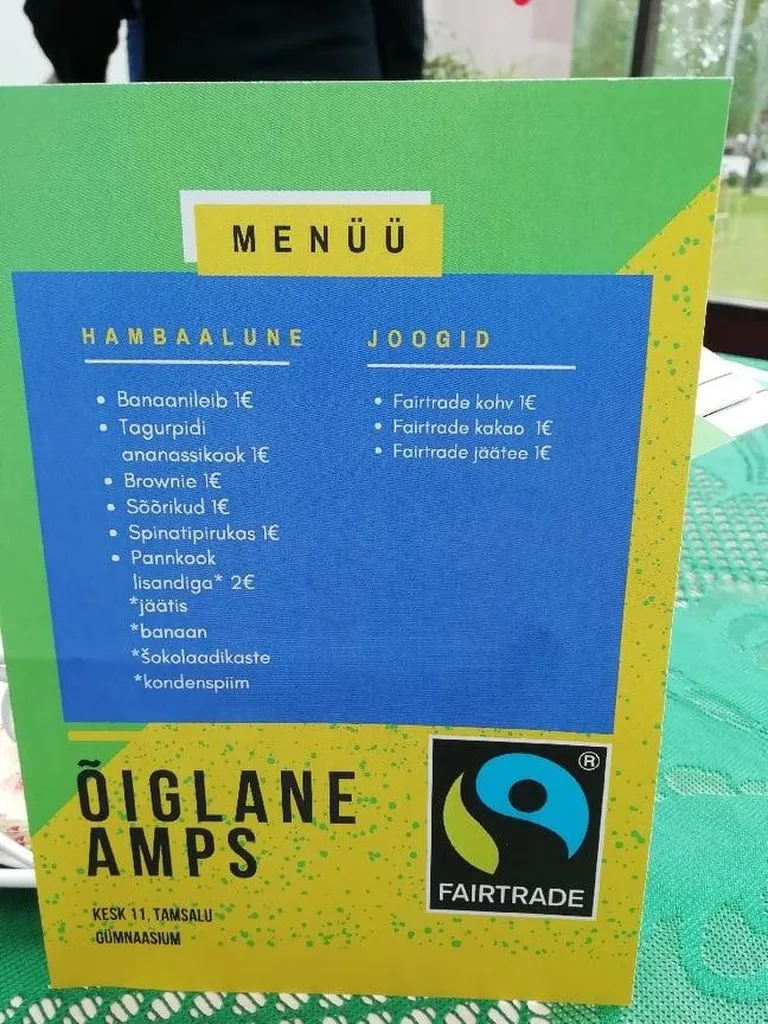 MENÜÜ
HAMBAALUNE
• Banaanileib 1€
• Tagurpidi
ananassikook 1€
• Brownie 1€
• Sõõrikud 1€
• Spinatipirukas 1€
• Pannkook
lisandiga* 2€
*jäätis
*banaan
*šokolaadikaste
*kondenspiim
JOOGID
• Fairtrade kohv 1€
• Fairtrade kakao 1€
• Fairtrade jäätee 1€
ÕIGLANE
AMPS
KESK 11, TAMSALU
GÜMNAASIUM
®
FAIRTRADE